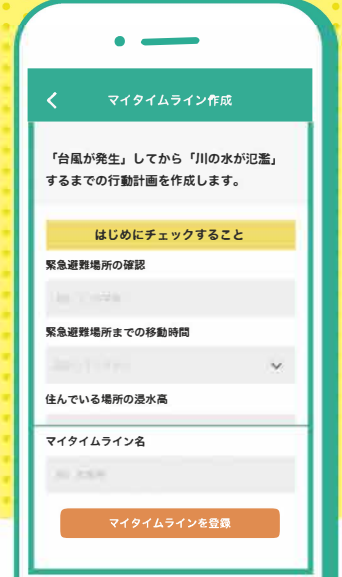 マイタイムライン作成
「台風が発生」してから「川の水が氾濫」
するまでの行動計画を作成します。
はじめにチェックすること
緊急避難場所の確認
緊急避難場所までの移動時間
住んでいる場所の浸水高
マイタイムライン名
マイタイムラインを登録